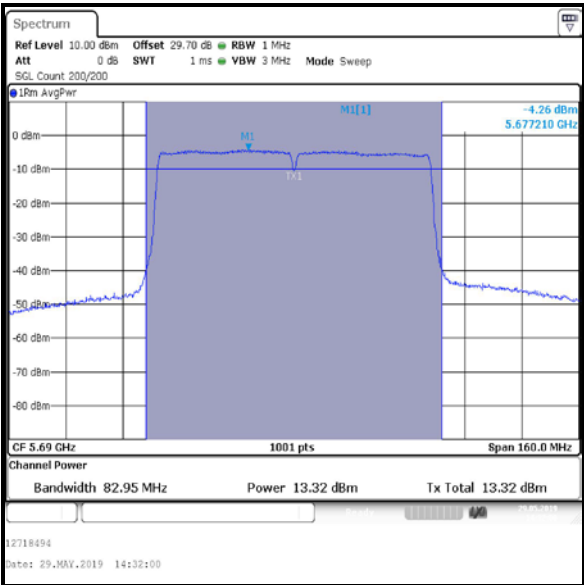 Spectrum
Ref Level 10.00 dBm Offset 29.70 dB RBW 1 MHz
Att 0 dB SWT 1 ms VBW 3 MHz Mode Sweep
SGL Count 200/200
1Rm AvgPwr
M1[1] -4.26 dBm
5.677210 GHz
0 dBm
M1
-10 dBm
TX1
-20 dBm
-30 dBm
-40 dBm
-50 dBm
-60 dBm
-70 dBm
-80 dBm
CF 5.69 GHz 1001 pts Span 160.0 MHz
Channel Power
Bandwidth 82.95 MHz Power 13.32 dBm Tx Total 13.32 dBm
Ready
12718494
Date: 29.MAY.2019 14:32:00